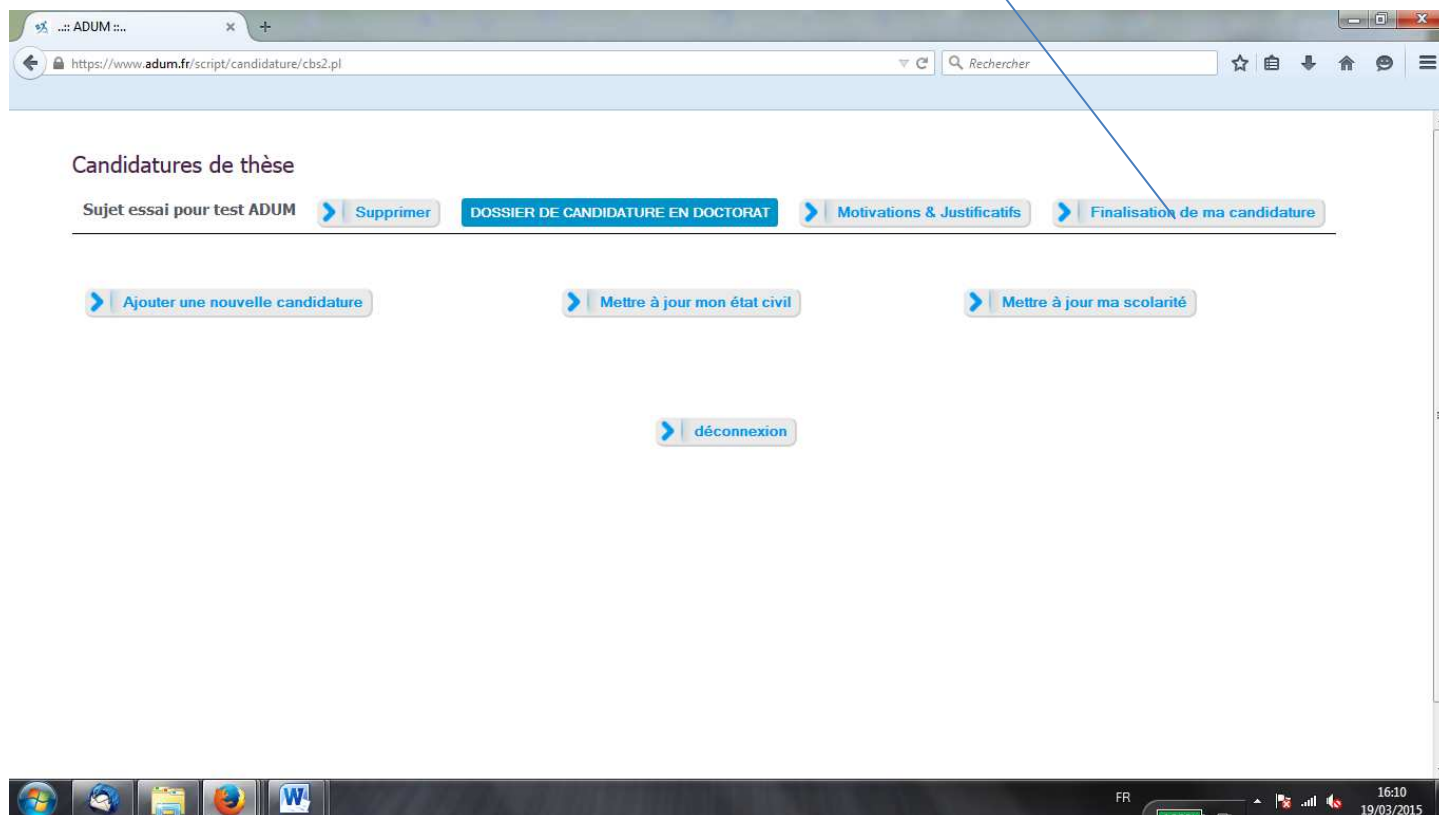 ..:: ADUM ::..
https://www.adum.fr/script/candidature/cbs2.pl
Rechercher
Candidatures de thèse
Sujet essai pour test ADUM Supprimer DOSSIER DE CANDIDATURE EN DOCTORAT Motivations & Justificatifs Finalisation de ma candidature
Ajouter une nouvelle candidature Mettre à jour mon état civil Mettre à jour ma scolarité
déconnexion
FR
16:10
19/03/2015